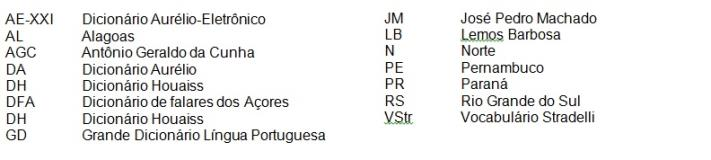 AE-XXI Dicionário Aurélio-Eletrônico
AL Alagoas
AGC Antônio Geraldo da Cunha
DA Dicionário Aurélio
DH Dicionário Houaiss
DFA Dicionário de falares dos Açores
DH Dicionário Houaiss
GD Grande Dicionário Língua Portuguesa
JM José Pedro Machado
LB Lemos Barbosa
N Norte
PE Pernambuco
PR Paraná
RS Rio Grande do Sul
VStr Vocabulário Stradelli